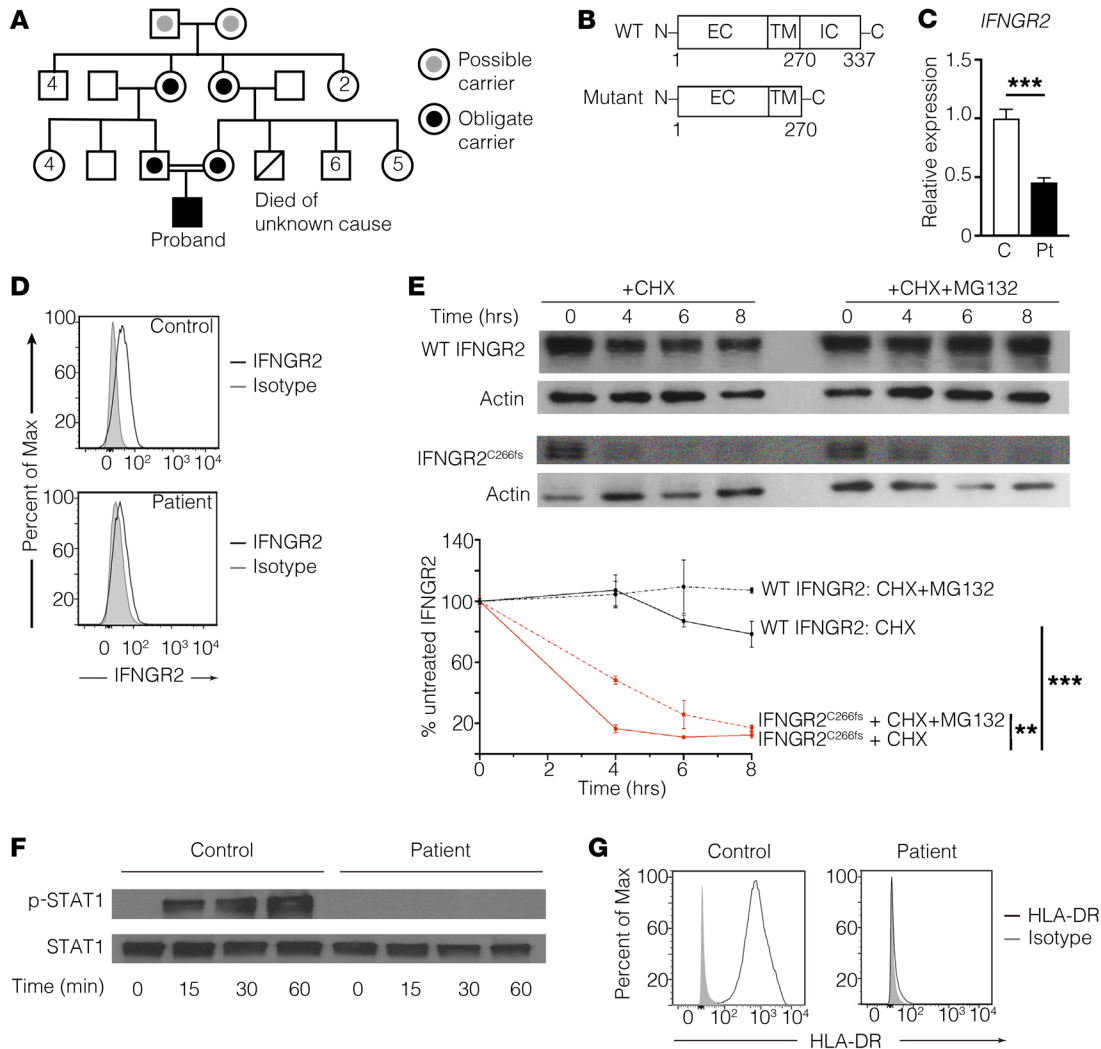 A
Possible
carrier
Obligate
carrier
4
2
4
6
5
Died of
unknown cause
Proband
B
WT N EC TM IC C
1 270 337
Mutant N EC TM C
1 270
C
IFNGR2
Relative expression
1.5
1.0
0.5
0
***
C Pt
D
Percent of Max
100
60
20
Control
IFNGR2
Isotype
0 10² 10³ 10⁴
100
60
20
Patient
IFNGR2
Isotype
0 10² 10³ 10⁴
IFNGR2
E
+CHX +CHX+MG132
Time (hrs) 0 4 6 8 0 4 6 8
WT IFNGR2
Actin
IFNGR2C266fs
Actin
% untreated IFNGR2
140
100
60
20
0 2 4 6 8
Time (hrs)
WT IFNGR2: CHX+MG132
WT IFNGR2: CHX
IFNGR2C266fs + CHX+MG132
IFNGR2C266fs + CHX
**
***
F
Control Patient
p-STAT1
STAT1
Time (min) 0 15 30 60 0 15 30 60
G
Control Patient
Percent of Max
100
60
20
0 10² 10³ 10⁴
100
60
20
0 10² 10³ 10⁴
HLA-DR
Isotype
HLA-DR